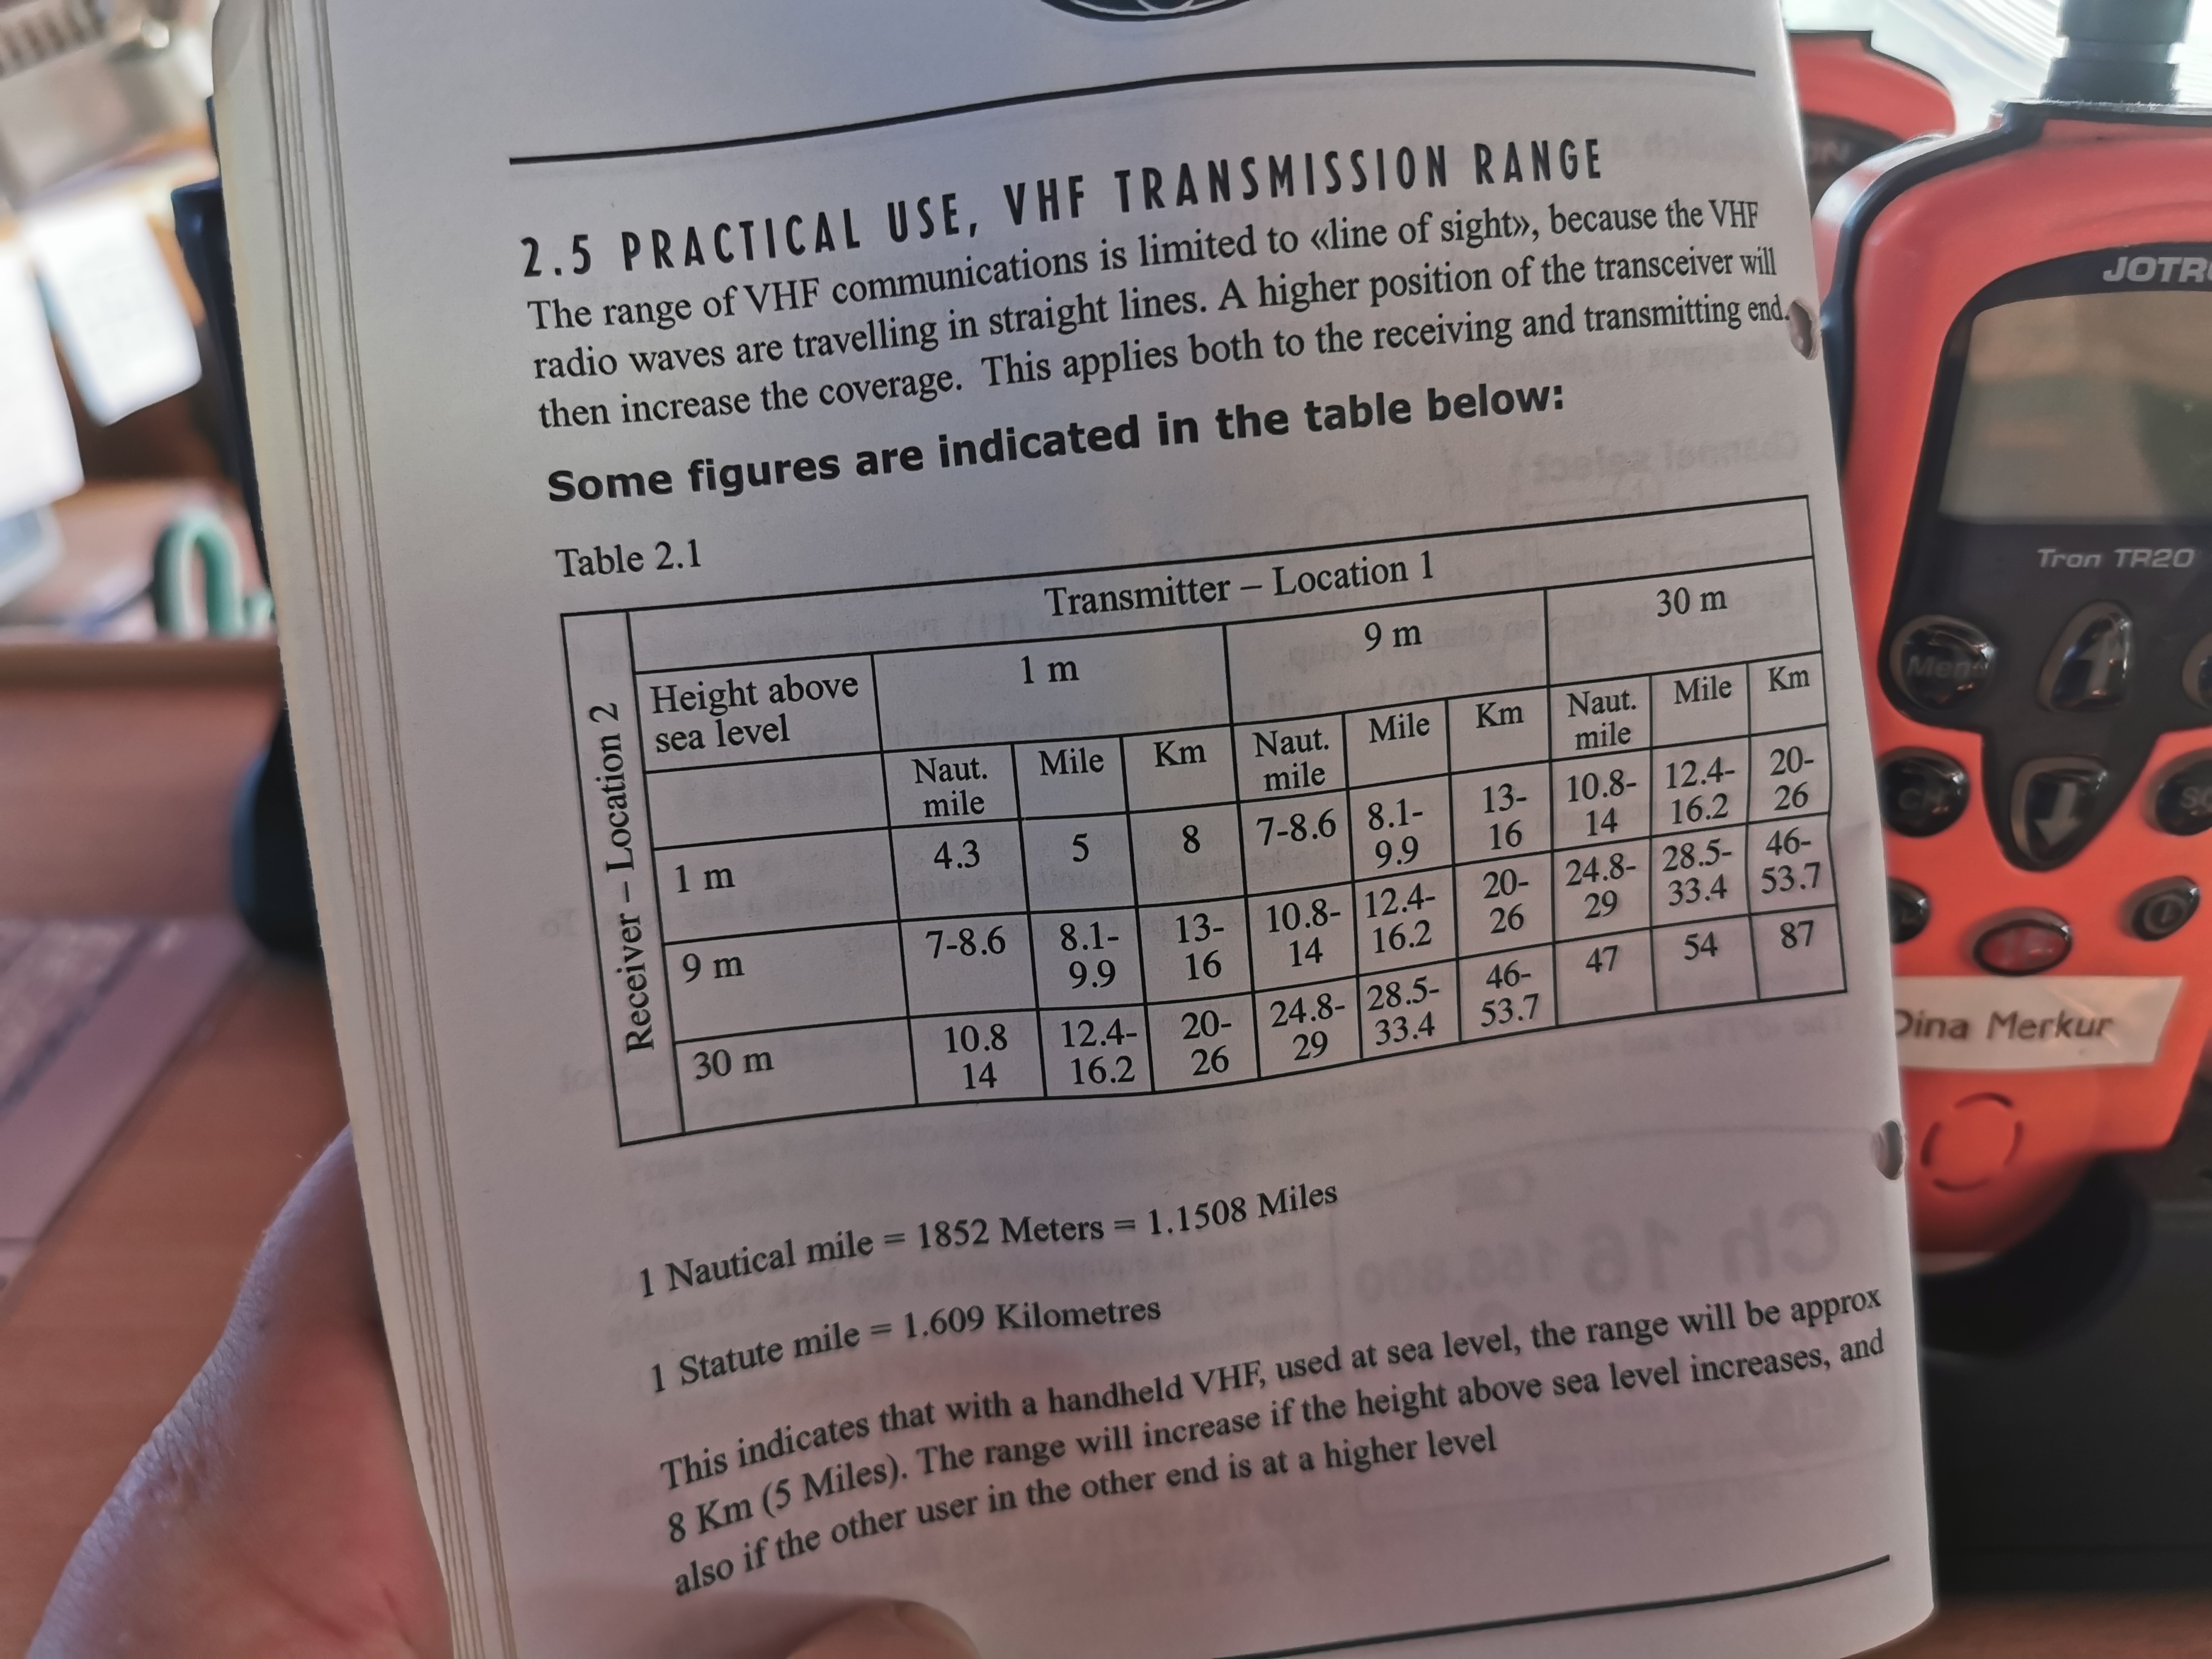 2.5 PRACTICAL USE, VHF TRANSMISSION RANGE
The range of VHF communications is limited to «line of sight», because the VHF
radio waves are travelling in straight lines. A higher position of the transceiver will
then increase the coverage. This applies both to the receiving and transmitting end.
Some figures are indicated in the table below:
Table 2.1
Receiver – Location 2
Transmitter – Location 1
Height above sea level 1 m 9 m 30 m
Naut. mile Mile Km Naut. mile Mile Km Naut. mile Mile Km
1 m 4.3 5 8 7-8.6 8.1-9.9 13-16 10.8-14 12.4-16.2 20-26
9 m 7-8.6 8.1-9.9 13-16 10.8-14 12.4-16.2 20-26 24.8-29 28.5-33.4 46-53.7
30 m 10.8 14 12.4-16.2 20-26 24.8-29 28.5-33.4 46-53.7 47 54 87
1 Nautical mile = 1852 Meters = 1.1508 Miles
1 Statute mile = 1.609 Kilometres
This indicates that with a handheld VHF, used at sea level, the range will be approx
8 Km (5 Miles). The range will increase if the height above sea level increases, and
also if the other user in the other end is at a higher level
Tron TR20
Menu
CH
Dina Merkur